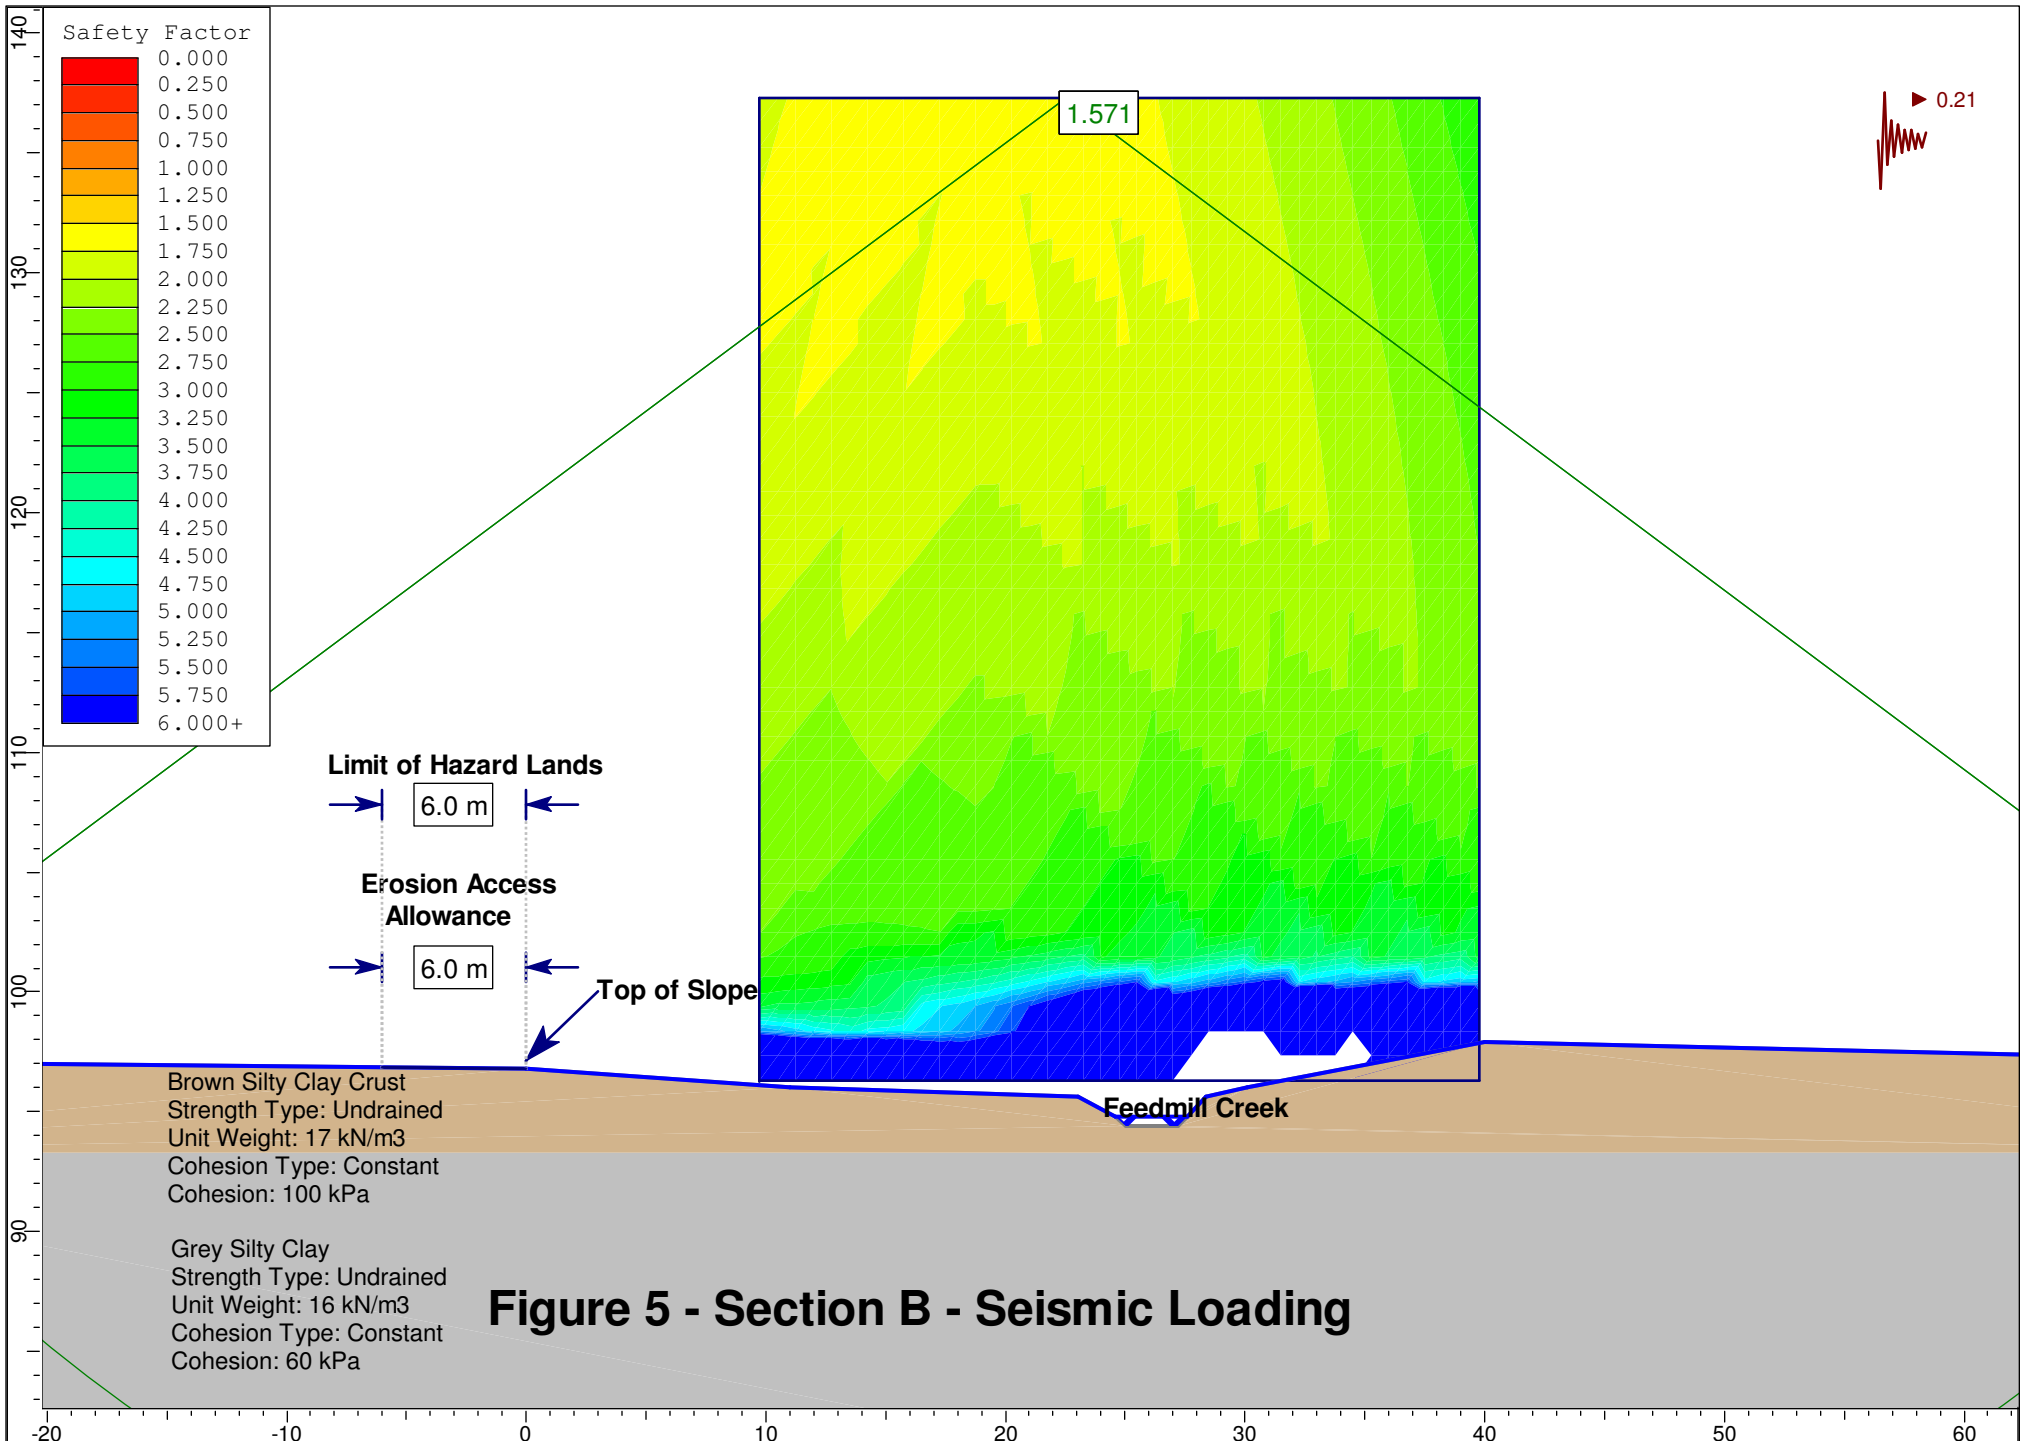 Safety Factor
0.000
0.250
0.500
0.750
1.000
1.250
1.500
1.750
2.000
2.250
2.500
2.750
3.000
3.250
3.500
3.750
4.000
4.250
4.500
4.750
5.000
5.250
5.500
5.750
6.000+
1.571
0.21
140
130
120
110
100
90
Limit of Hazard Lands
6.0 m
Erosion Access
Allowance
6.0 m
Top of Slope
Feedmill Creek
Brown Silty Clay Crust
Strength Type: Undrained
Unit Weight: 17 kN/m3
Cohesion Type: Constant
Cohesion: 100 kPa
Grey Silty Clay
Strength Type: Undrained
Unit Weight: 16 kN/m3
Cohesion Type: Constant
Cohesion: 60 kPa
Figure 5 - Section B - Seismic Loading
-20 -10 0 10 20 30 40 50 60